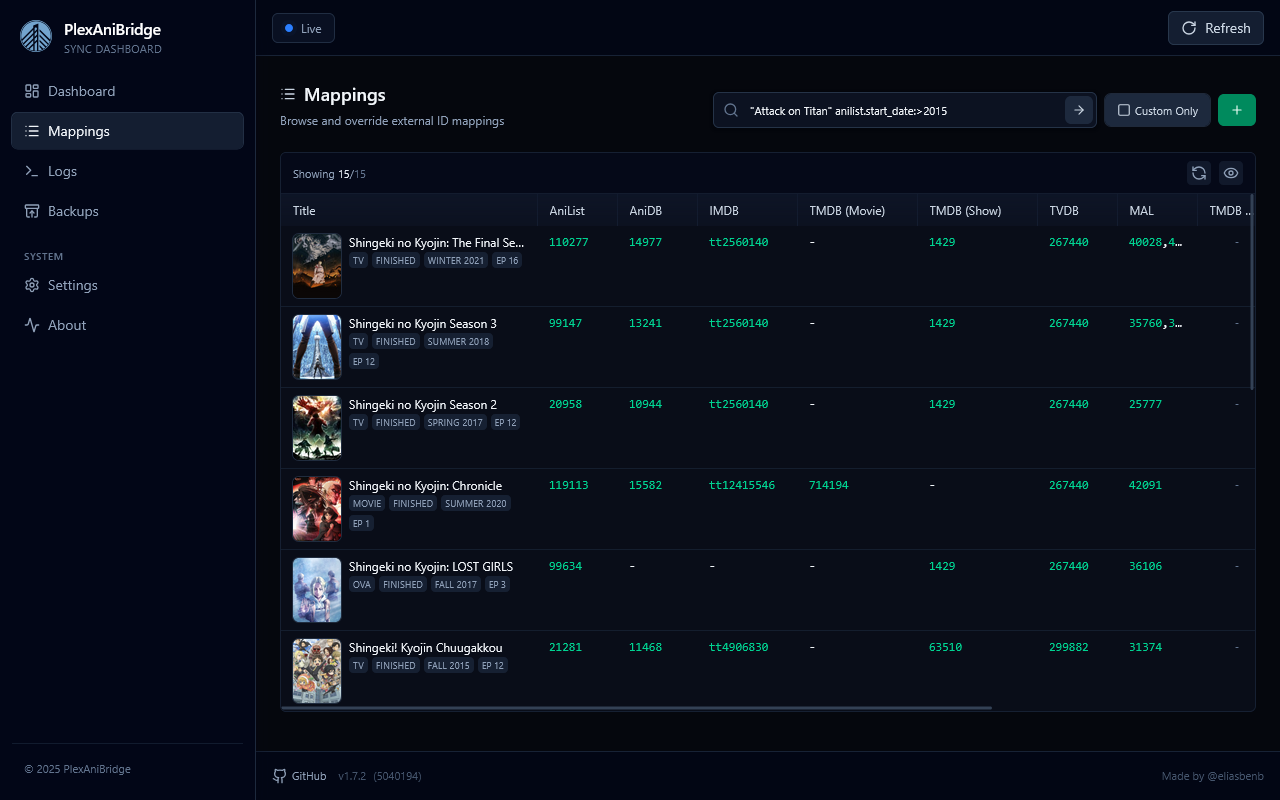 PlexAniBridge
SYNC DASHBOARD
Dashboard
Mappings
Logs
Backups
SYSTEM
Settings
About
© 2025 PlexAniBridge
Live
Refresh
Mappings
Browse and override external ID mappings
"Attack on Titan" anilist.start_date:>2015
Custom Only
+
Showing 15/15
Title AniList AniDB IMDB TMDB (Movie) TMDB (Show) TVDB MAL TMDB ...
Shingeki no Kyojin: The Final Se... 110277 14977 tt2560140 - 1429 267440 40028,4... -
TV FINISHED WINTER 2021 EP 16
Shingeki no Kyojin Season 3 99147 13241 tt2560140 - 1429 267440 35760,3... -
TV FINISHED SUMMER 2018
EP 12
Shingeki no Kyojin Season 2 20958 10944 tt2560140 - 1429 267440 25777 -
TV FINISHED SPRING 2017 EP 12
Shingeki no Kyojin: Chronicle 119113 15582 tt12415546 714194 - 267440 42091 -
MOVIE FINISHED SUMMER 2020
EP 1
Shingeki no Kyojin: LOST GIRLS 99634 - - - 1429 267440 36106 -
OVA FINISHED FALL 2017 EP 3
Shingeki! Kyojin Chuugakkou 21281 11468 tt4906830 - 63510 299882 31374 -
TV FINISHED FALL 2015 EP 12
GitHub v1.7.2 (5040194)
Made by @eliasbenb